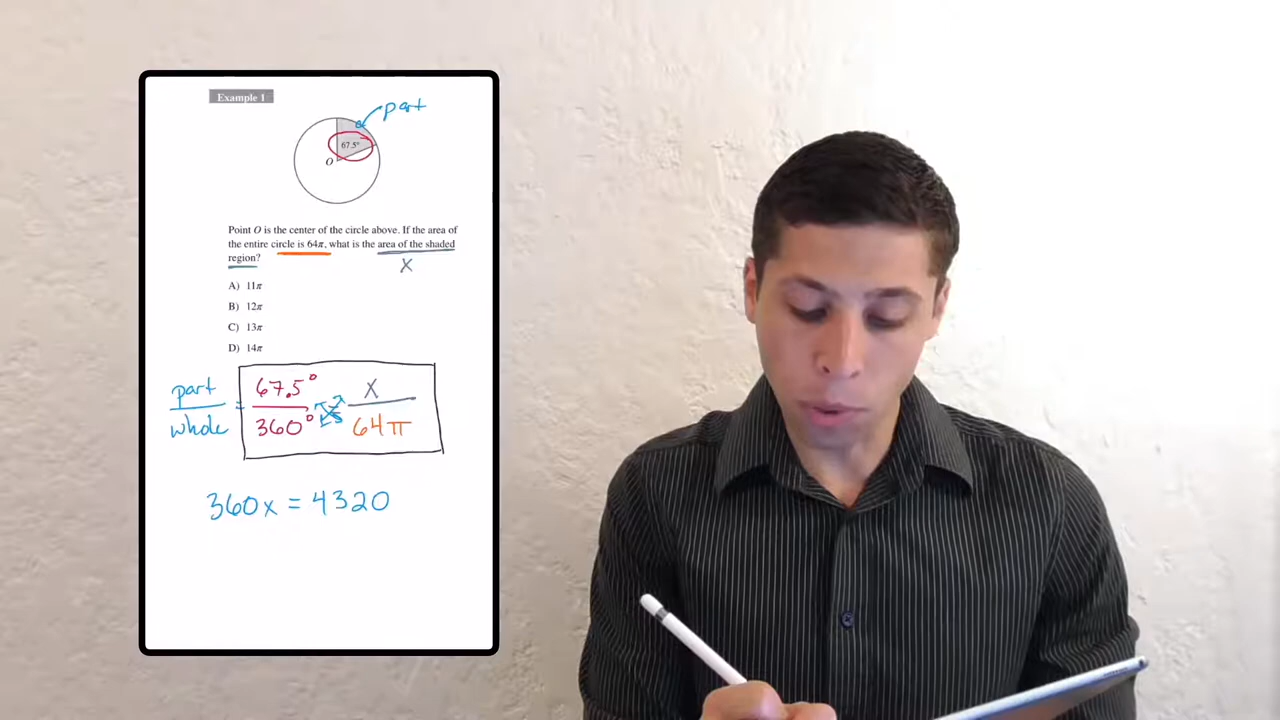 Example 1
part
67.5°
O
Point O is the center of the circle above. If the area of
the entire circle is 64π, what is the area of the shaded
region?
X
A) 11π
B) 12π
C) 13π
D) 14π
part
whole
=
67.5°
360°
X
64π
360x = 4320